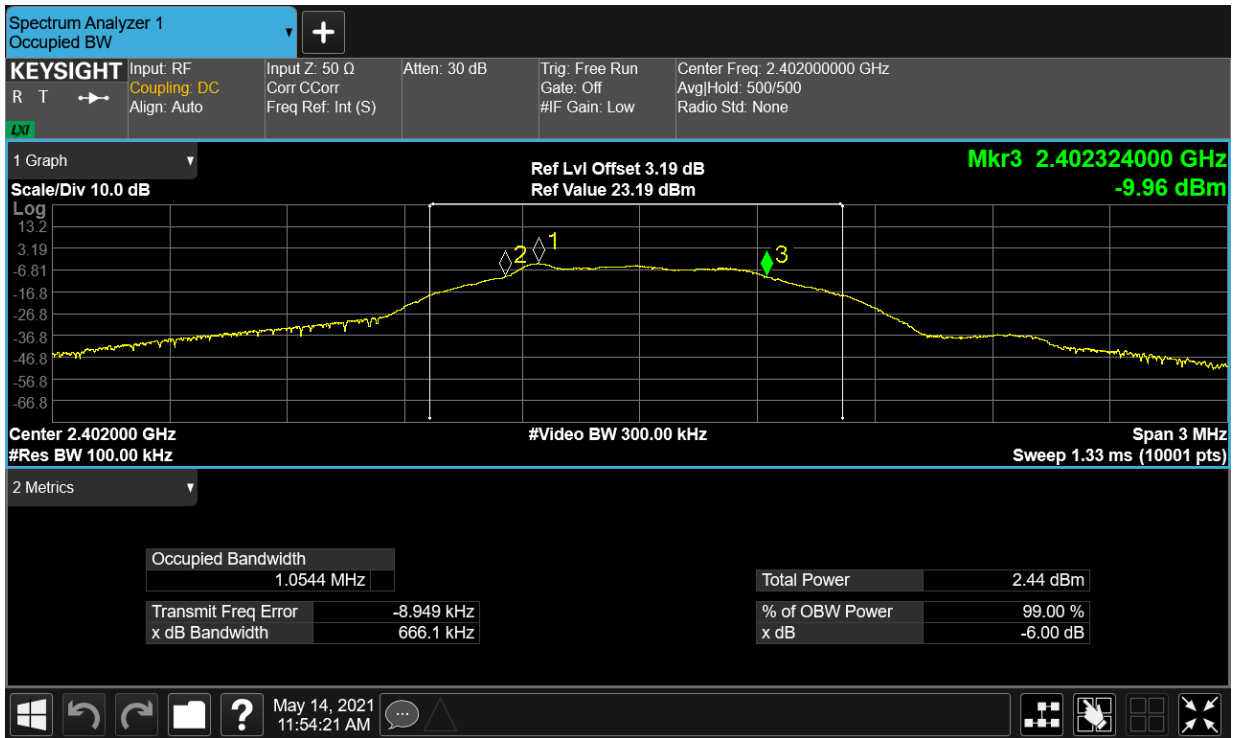 Spectrum Analyzer 1
Occupied BW
+
KEYSIGHT
R T
LXI
Input: RF
Coupling: DC
Align: Auto
Input Z: 50 Ω
Corr CCorr
Freq Ref: Int (S)
Atten: 30 dB
Trig: Free Run
Gate: Off
#IF Gain: Low
Center Freq: 2.402000000 GHz
Avg|Hold: 500/500
Radio Std: None
1 Graph
Scale/Div 10.0 dB
Ref Lvl Offset 3.19 dB
Ref Value 23.19 dBm
Mkr3 2.402324000 GHz
-9.96 dBm
Log
13.2
3.19
-6.81
-16.8
-26.8
-36.8
-46.8
-56.8
-66.8
2
1
3
Center 2.402000 GHz
#Video BW 300.00 kHz
Span 3 MHz
#Res BW 100.00 kHz
Sweep 1.33 ms (10001 pts)
2 Metrics
Occupied Bandwidth
1.0544 MHz
Transmit Freq Error -8.949 kHz
x dB Bandwidth 666.1 kHz
Total Power 2.44 dBm
% of OBW Power 99.00 %
x dB -6.00 dB
?
May 14, 2021
11:54:21 AM